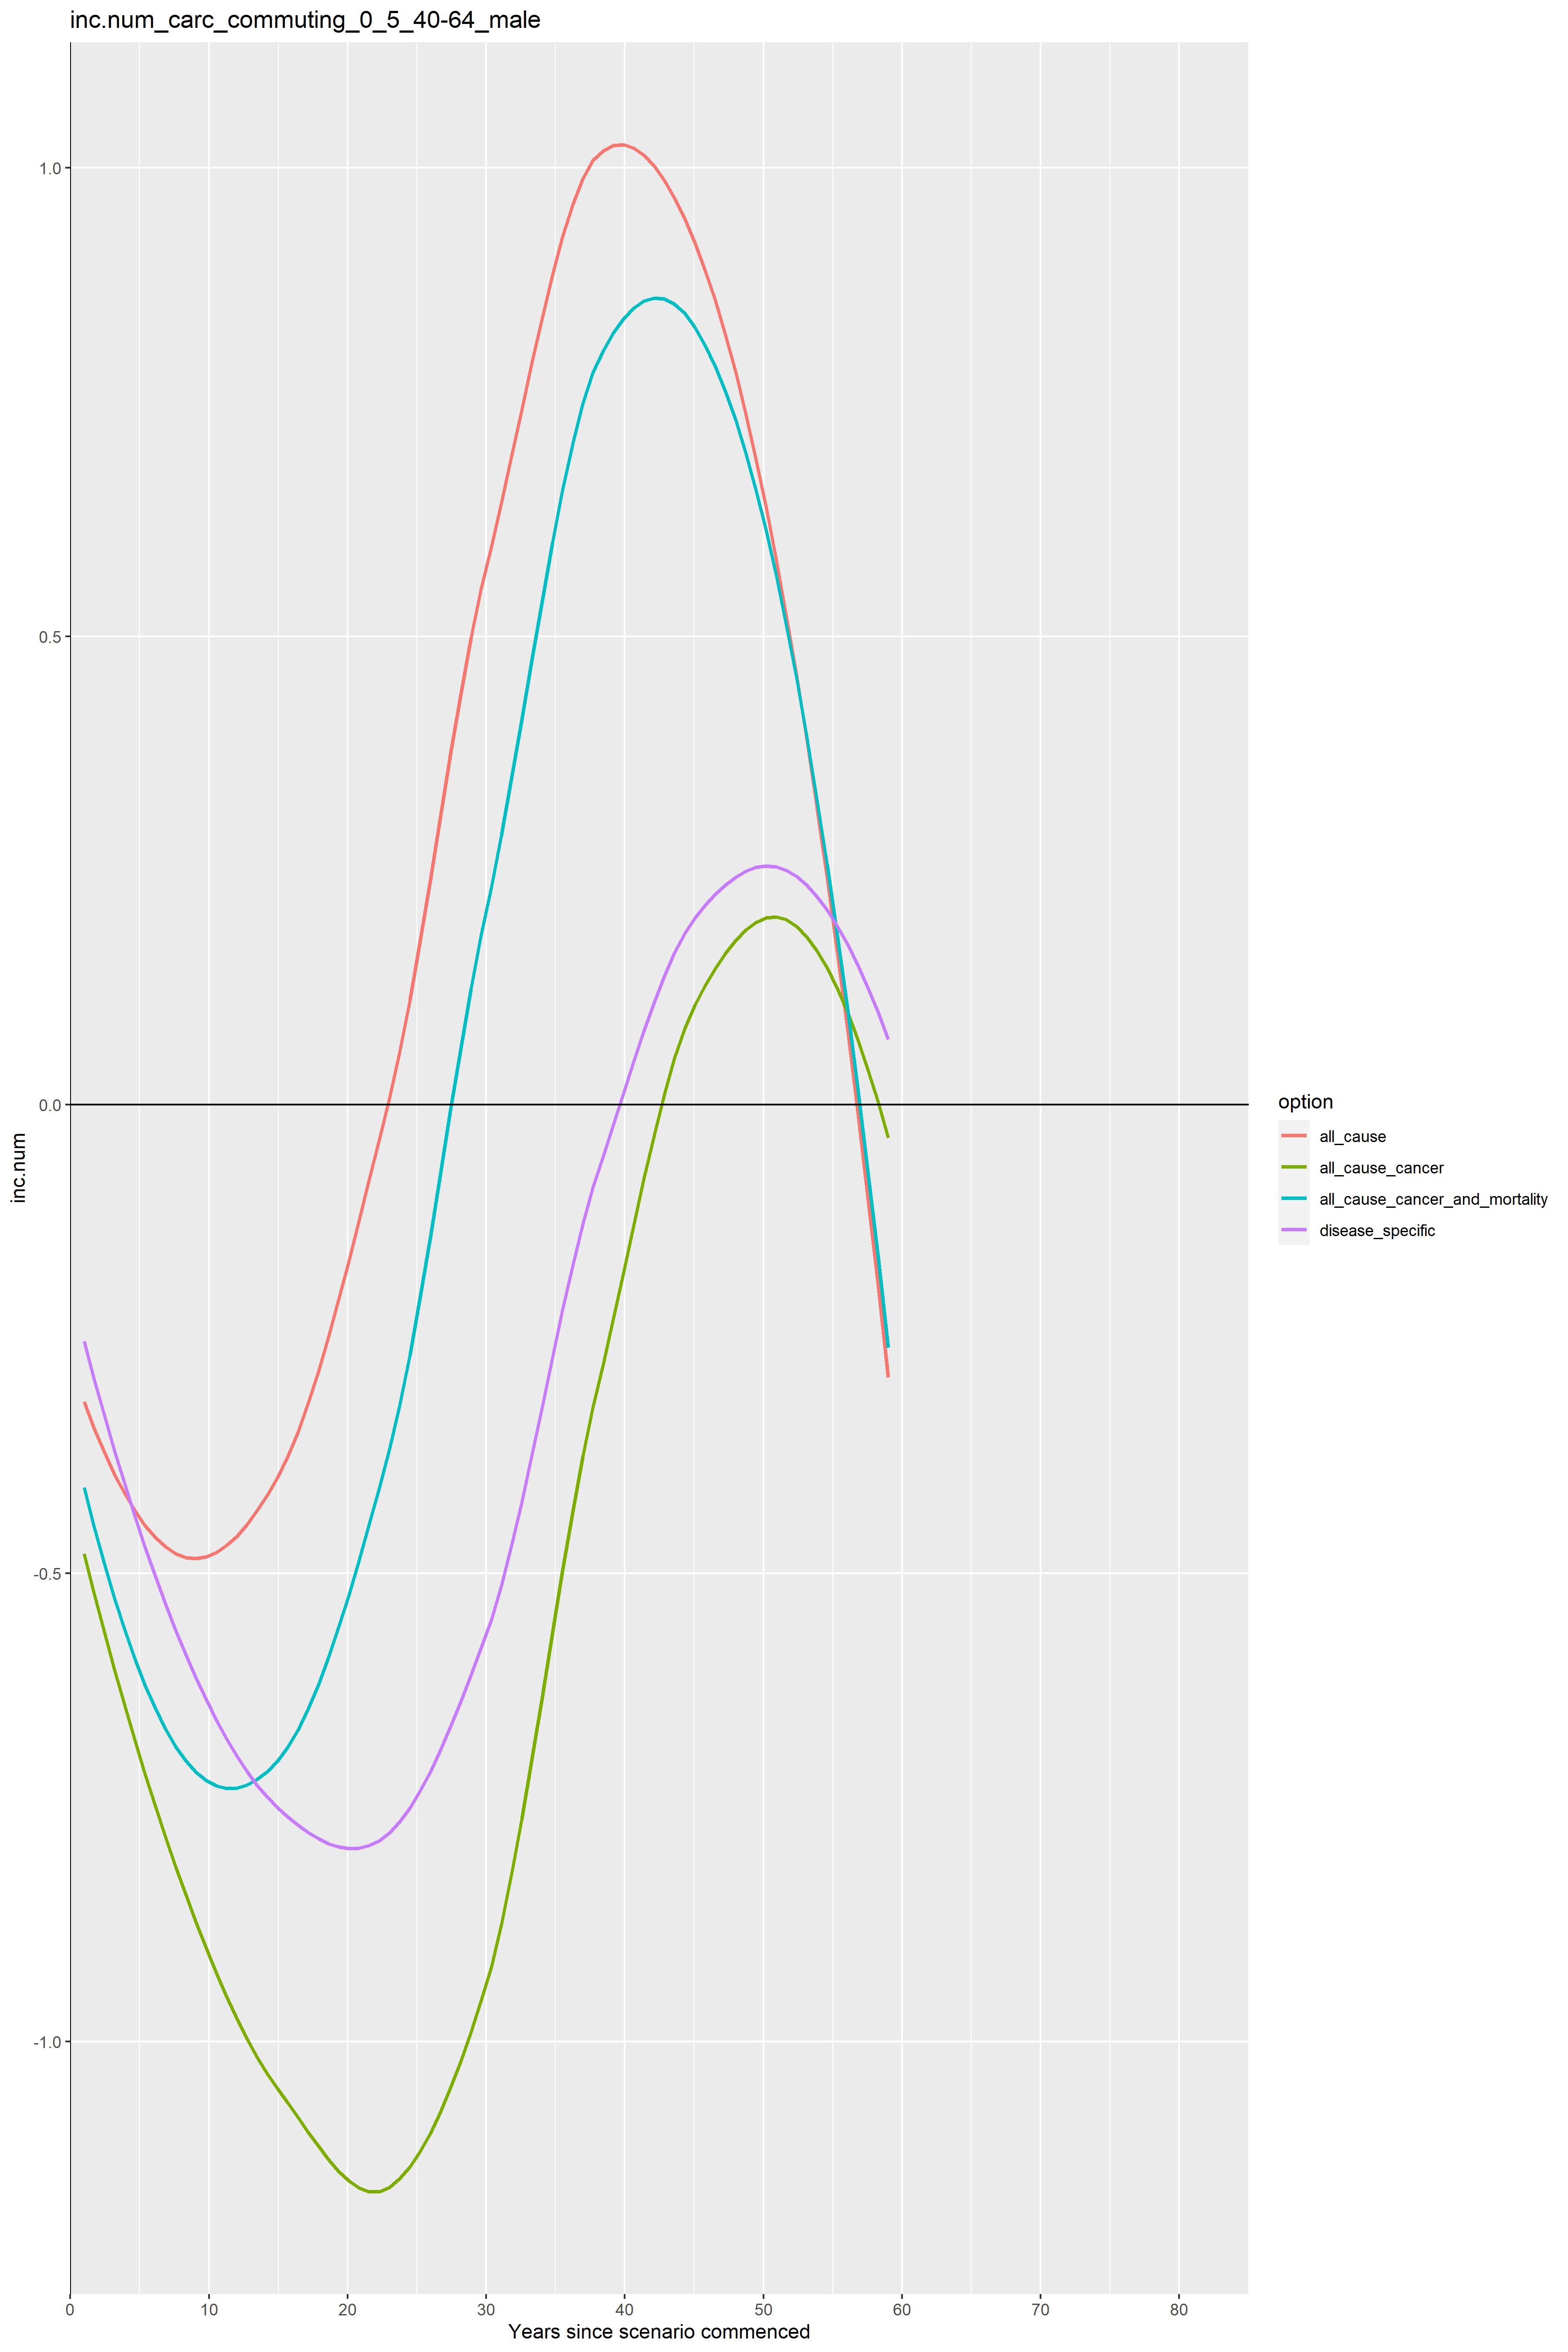 inc.num_carc_commuting_0_5_40-64_male
1.0
0.5
0.0
-0.5
-1.0
inc.num
0 10 20 30 40 50 60 70 80
Years since scenario commenced
option
all_cause
all_cause_cancer
all_cause_cancer_and_mortality
disease_specific